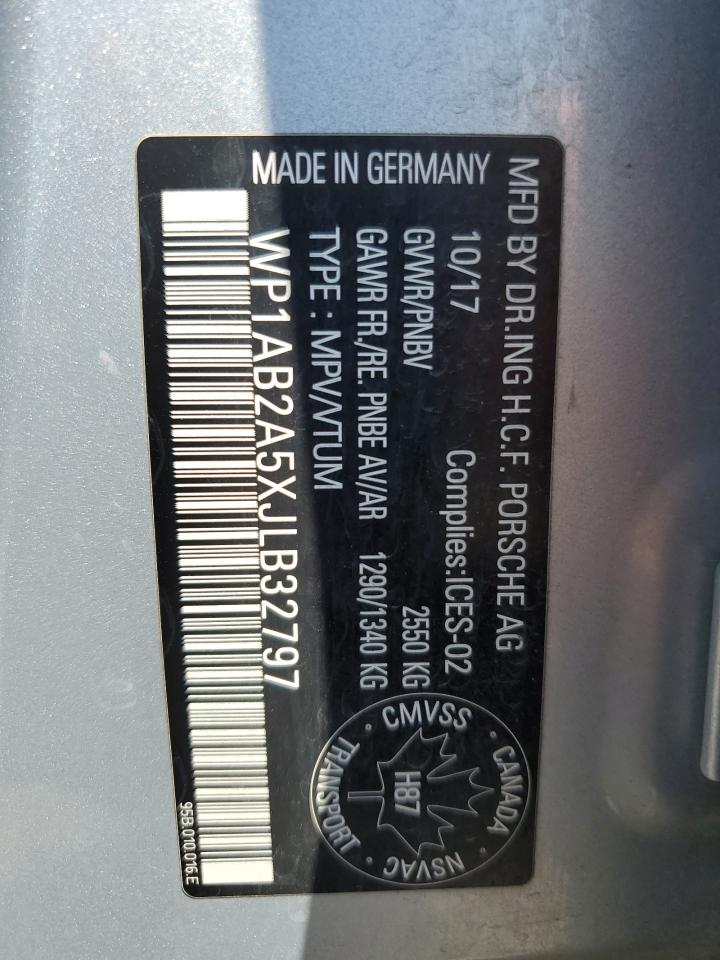 MFD BY DR.ING H.C.F. PORSCHE AG
MADE IN GERMANY
10/17 Complies:ICES-02
GVWR/PNBV 2550 KG
GAWR FR./RE. PNBE AV/AR 1290/1340 KG
TYPE : MPV/VTUM
WP1AB2A5XJLB32797
CANADA
CMVSS
H87
NSVAC
TRANSPORT
95B.010.016.E